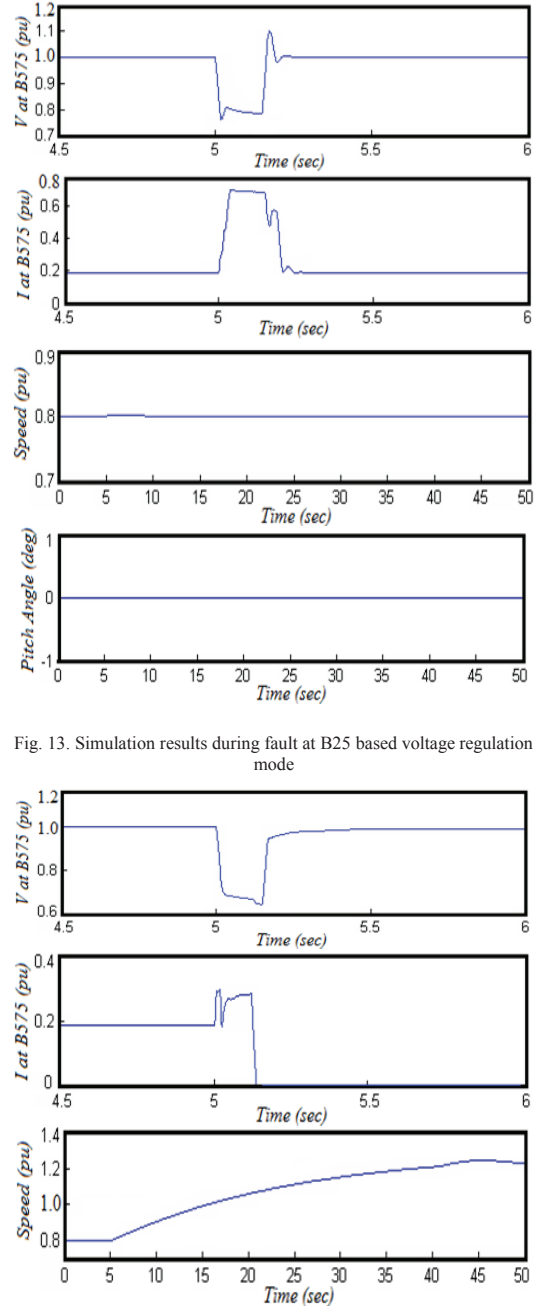 1.2
1.1
1.0
0.9
0.8
0.7
V at B575 (pu)
4.5 5 5.5 6
Time (sec)
0.8
0.6
0.4
0.2
0
I at B575 (pu)
4.5 5 5.5 6
Time (sec)
0.9
0.8
0.7
Speed (pu)
0 5 10 15 20 25 30 35 40 45 50
Time (sec)
1
0
-1
Pitch Angle (deg)
0 5 10 15 20 25 30 35 40 45 50
Time (sec)
Fig. 13. Simulation results during fault at B25 based voltage regulation
mode
1.2
1.0
0.8
0.6
V at B575 (pu)
4.5 5 5.5 6
Time (sec)
0.4
0.2
0
I at B575 (pu)
4.5 5 5.5 6
Time (sec)
1.4
1.2
1.0
0.8
Speed (pu)
0 5 10 15 20 25 30 35 40 45 50
Time (sec)